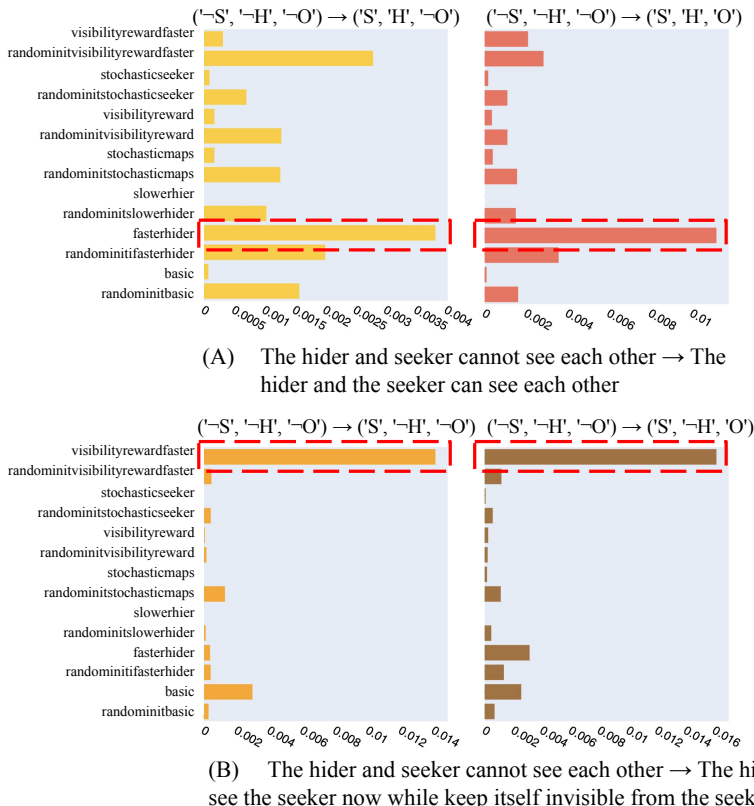 ('¬S', '¬H', '¬O') → ('S', 'H', '¬O') ('¬S', '¬H', '¬O') → ('S', 'H', 'O')
visibilityrewardfaster
randominitvisibilityrewardfaster
stochasticseeker
randominitstochasticseeker
visibilityreward
randominitvisibilityreward
stochasticmaps
randominitstochasticmaps
slowerhier
randominitslowerhider
fasterhider
randominitifasterhider
basic
randominitbasic
0 0.0005 0.001 0.0015 0.002 0.0025 0.003 0.0035 0.004 0 0.002 0.004 0.006 0.008 0.01
(A) The hider and seeker cannot see each other → The
hider and the seeker can see each other
('¬S', '¬H', '¬O') → ('S', '¬H', '¬O') ('¬S', '¬H', '¬O') → ('S', '¬H', 'O')
visibilityrewardfaster
randominitvisibilityrewardfaster
stochasticseeker
randominitstochasticseeker
visibilityreward
randominitvisibilityreward
stochasticmaps
randominitstochasticmaps
slowerhier
randominitslowerhider
fasterhider
randominitifasterhider
basic
randominitbasic
0 0.002 0.004 0.006 0.008 0.01 0.012 0.014 0 0.002 0.004 0.006 0.008 0.01 0.012 0.014 0.016
(B) The hider and seeker cannot see each other → The hi
see the seeker now while keep itself invisible from the seek